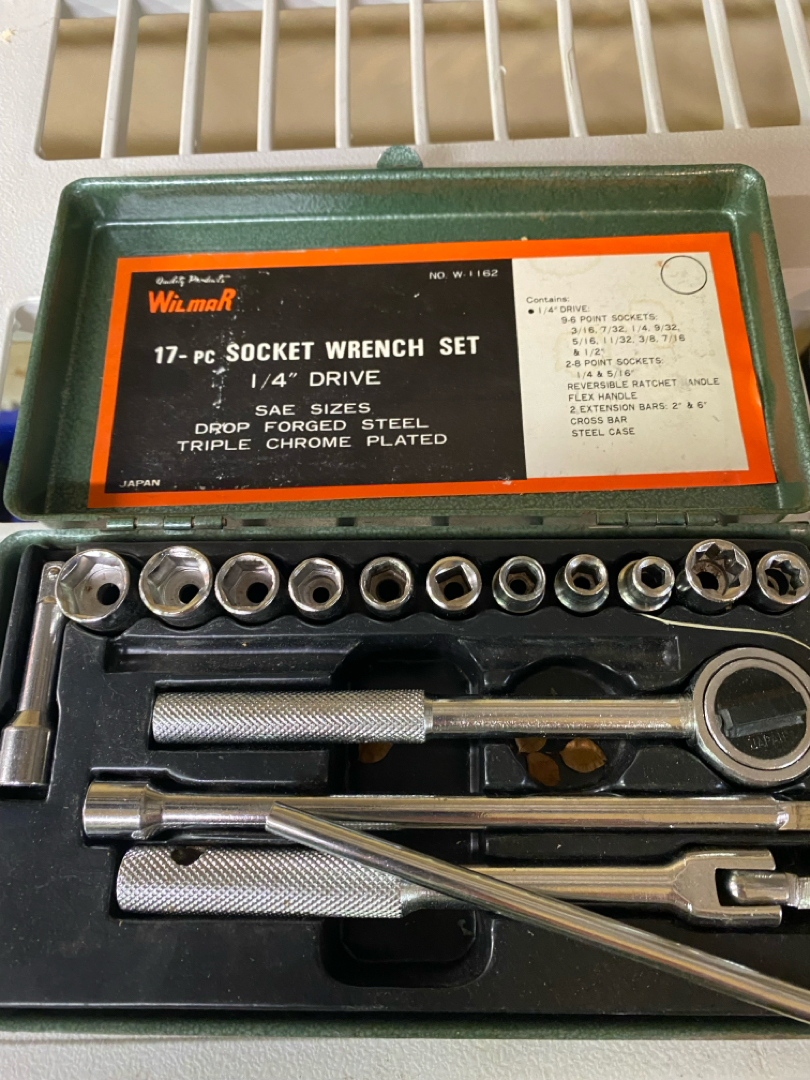 Quality Products
WILMAR
NO. W-1162
17- PC SOCKET WRENCH SET
1/4" DRIVE
SAE SIZES
DROP FORGED STEEL
TRIPLE CHROME PLATED
JAPAN
Contains:
• 1/4" DRIVE:
9-6 POINT SOCKETS:
3/16, 7/32, 1/4, 9/32,
5/16, 11/32, 3/8, 7/16
& 1/2"
2-8 POINT SOCKETS:
1/4 & 5/16"
REVERSIBLE RATCHET ANDLE
FLEX HANDLE
2 EXTENSION BARS: 2" & 6"
CROSS BAR
STEEL CASE
JAPAN